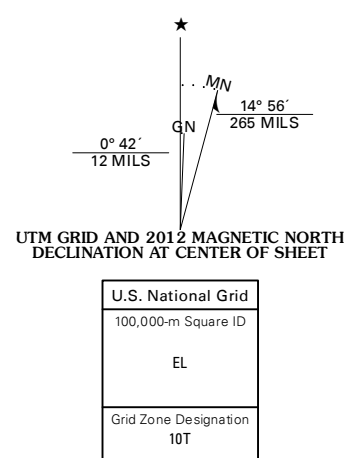 MN
14° 56´
265 MILS
GN
0° 42´
12 MILS
UTM GRID AND 2012 MAGNETIC NORTH
DECLINATION AT CENTER OF SHEET
U.S. National Grid
100,000-m Square ID
EL
Grid Zone Designation
10T